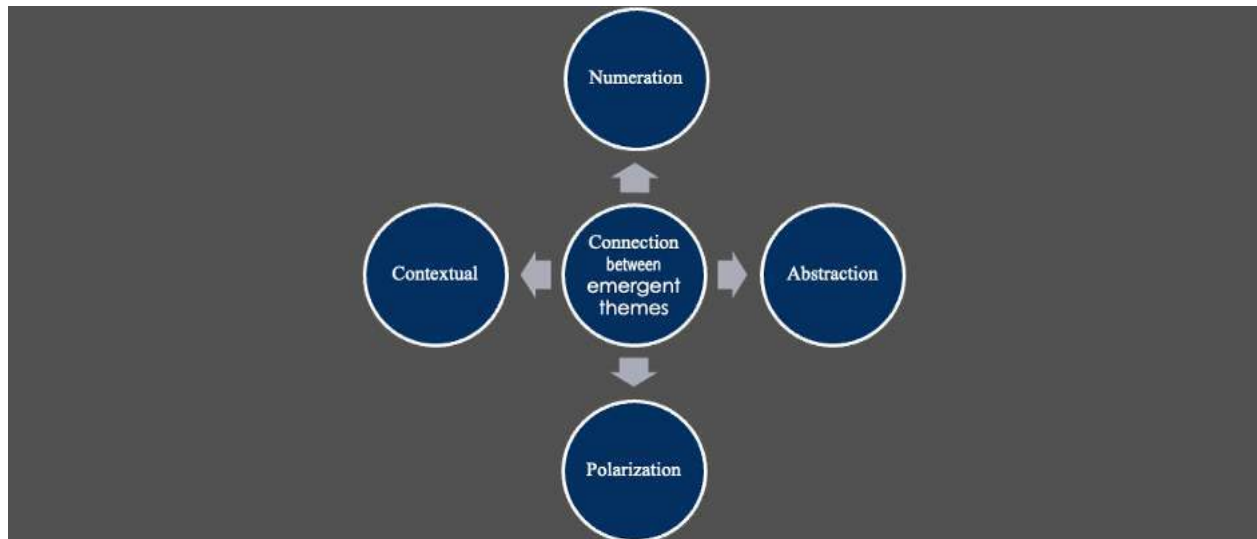 Numeration
Contextual
Connection
between
emergent
themes
Abstraction
Polarization